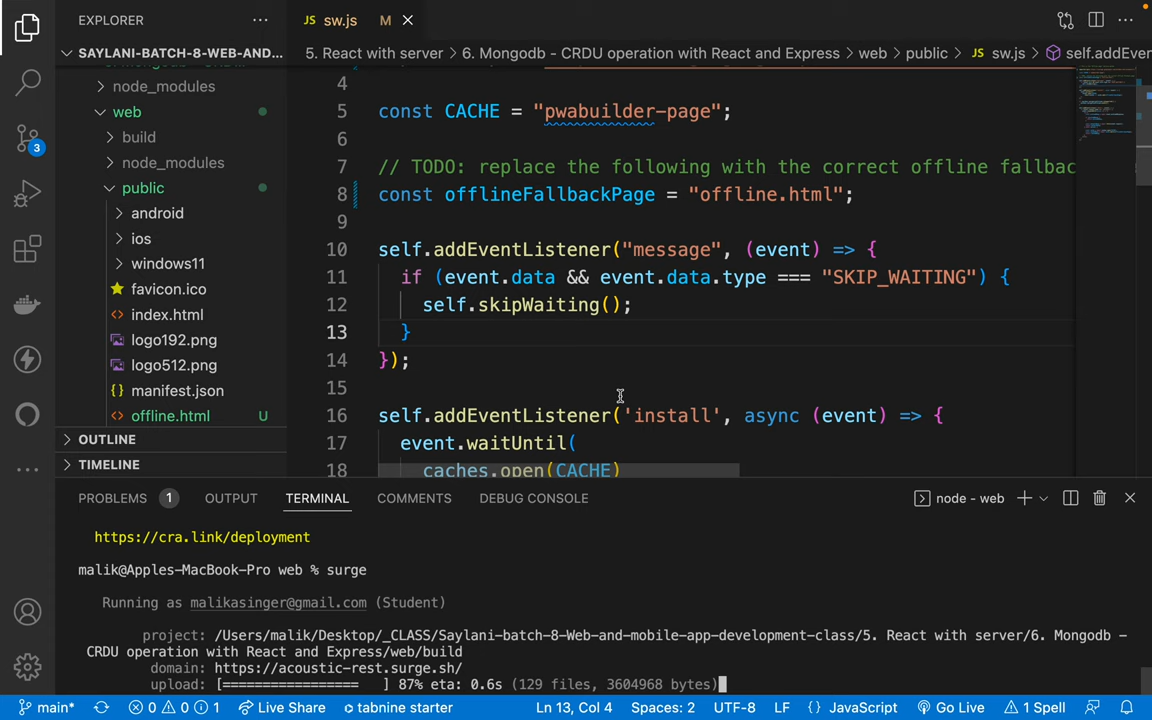 EXPLORER
SAYLANI-BATCH-8-WEB-AND-...
node_modules
web
build
node_modules
public
android
ios
windows11
favicon.ico
index.html
logo192.png
logo512.png
manifest.json
offline.html U
OUTLINE
TIMELINE
3
JS sw.js M
5. React with server > 6. Mongodb - CRDU operation with React and Express > web > public > JS sw.js > self.addEver
4
5 const CACHE = "pwabuilder-page";
6
7 // TODO: replace the following with the correct offline fallbac
8 const offlineFallbackPage = "offline.html";
9
10 self.addEventListener("message", (event) => {
11 if (event.data && event.data.type === "SKIP_WAITING") {
12 self.skipWaiting();
13 }
14 });
15
16 self.addEventListener('install', async (event) => {
17 event.waitUntil(
18 caches.open(CACHE)
PROBLEMS 1 OUTPUT TERMINAL COMMENTS DEBUG CONSOLE node - web
https://cra.link/deployment
malik@Apples-MacBook-Pro web % surge
Running as malikasinger@gmail.com (Student)
project: /Users/malik/Desktop/_CLASS/Saylani-batch-8-Web-and-mobile-app-development-class/5. React with server/6. Mongodb -
CRDU operation with React and Express/web/build
domain: https://acoustic-rest.surge.sh/
upload: [================= ] 87% eta: 0.6s (129 files, 3604968 bytes)
main* 0 0 1 Live Share tabnine starter Ln 13, Col 4 Spaces: 2 UTF-8 LF {} JavaScript Go Live 1 Spell